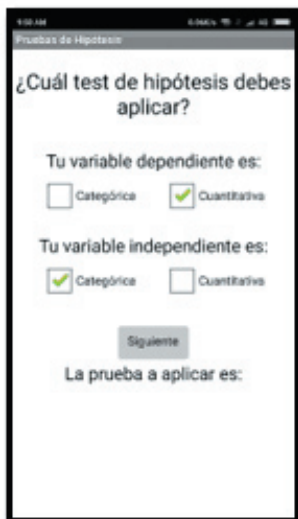 Pruebas de Hipótesis
¿Cuál test de hipótesis debes
aplicar?
Tu variable dependiente es:
Categórica Cuantitativa
Tu variable independiente es:
Categórica Cuantitativa
Siguiente
La prueba a aplicar es: